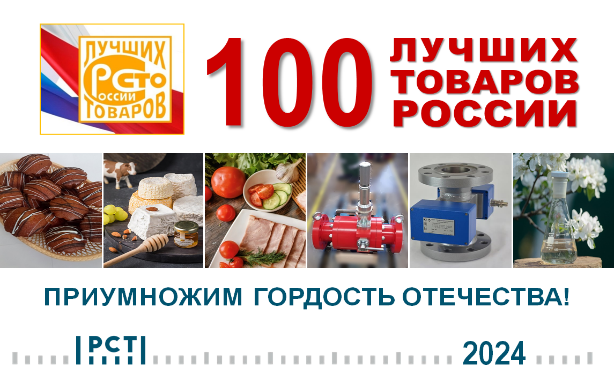 ЛУЧШИХ
РОССИИ СТО
ТОВАРОВ
100
ЛУЧШИХ
ТОВАРОВ
РОССИИ
ПРИУМНОЖИМ ГОРДОСТЬ ОТЕЧЕСТВА!
РСТ
2024